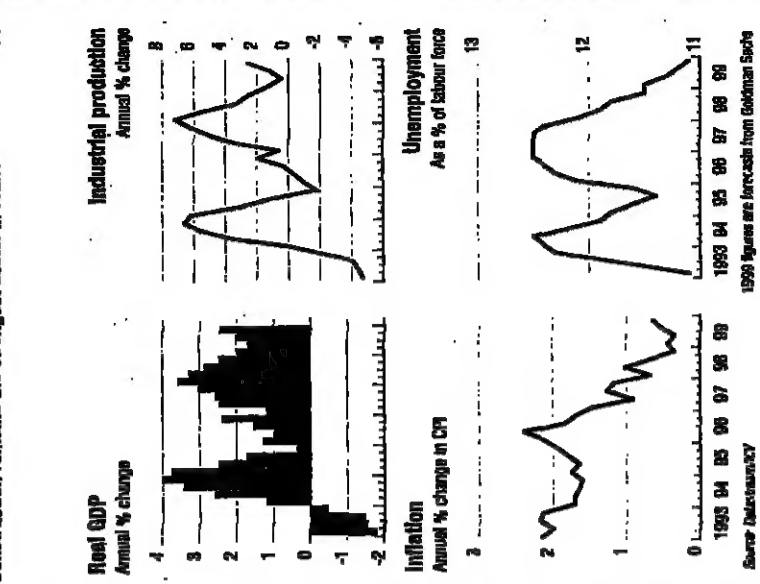 Real GDP
Annual % change
4
3
2
1
0
-1
-2
Industrial production
Annual % change
8
6
4
2
0
-2
-4
-6
Inflation
Annual % change in CPI
3
2
1
0
1993 94 95 96 97 98 99
Unemployment
As a % of labour force
13
12
11
1993 94 95 96 97 98 99
Source: Datastream/ICV
1999 figures are forecasts from Goldman Sachs